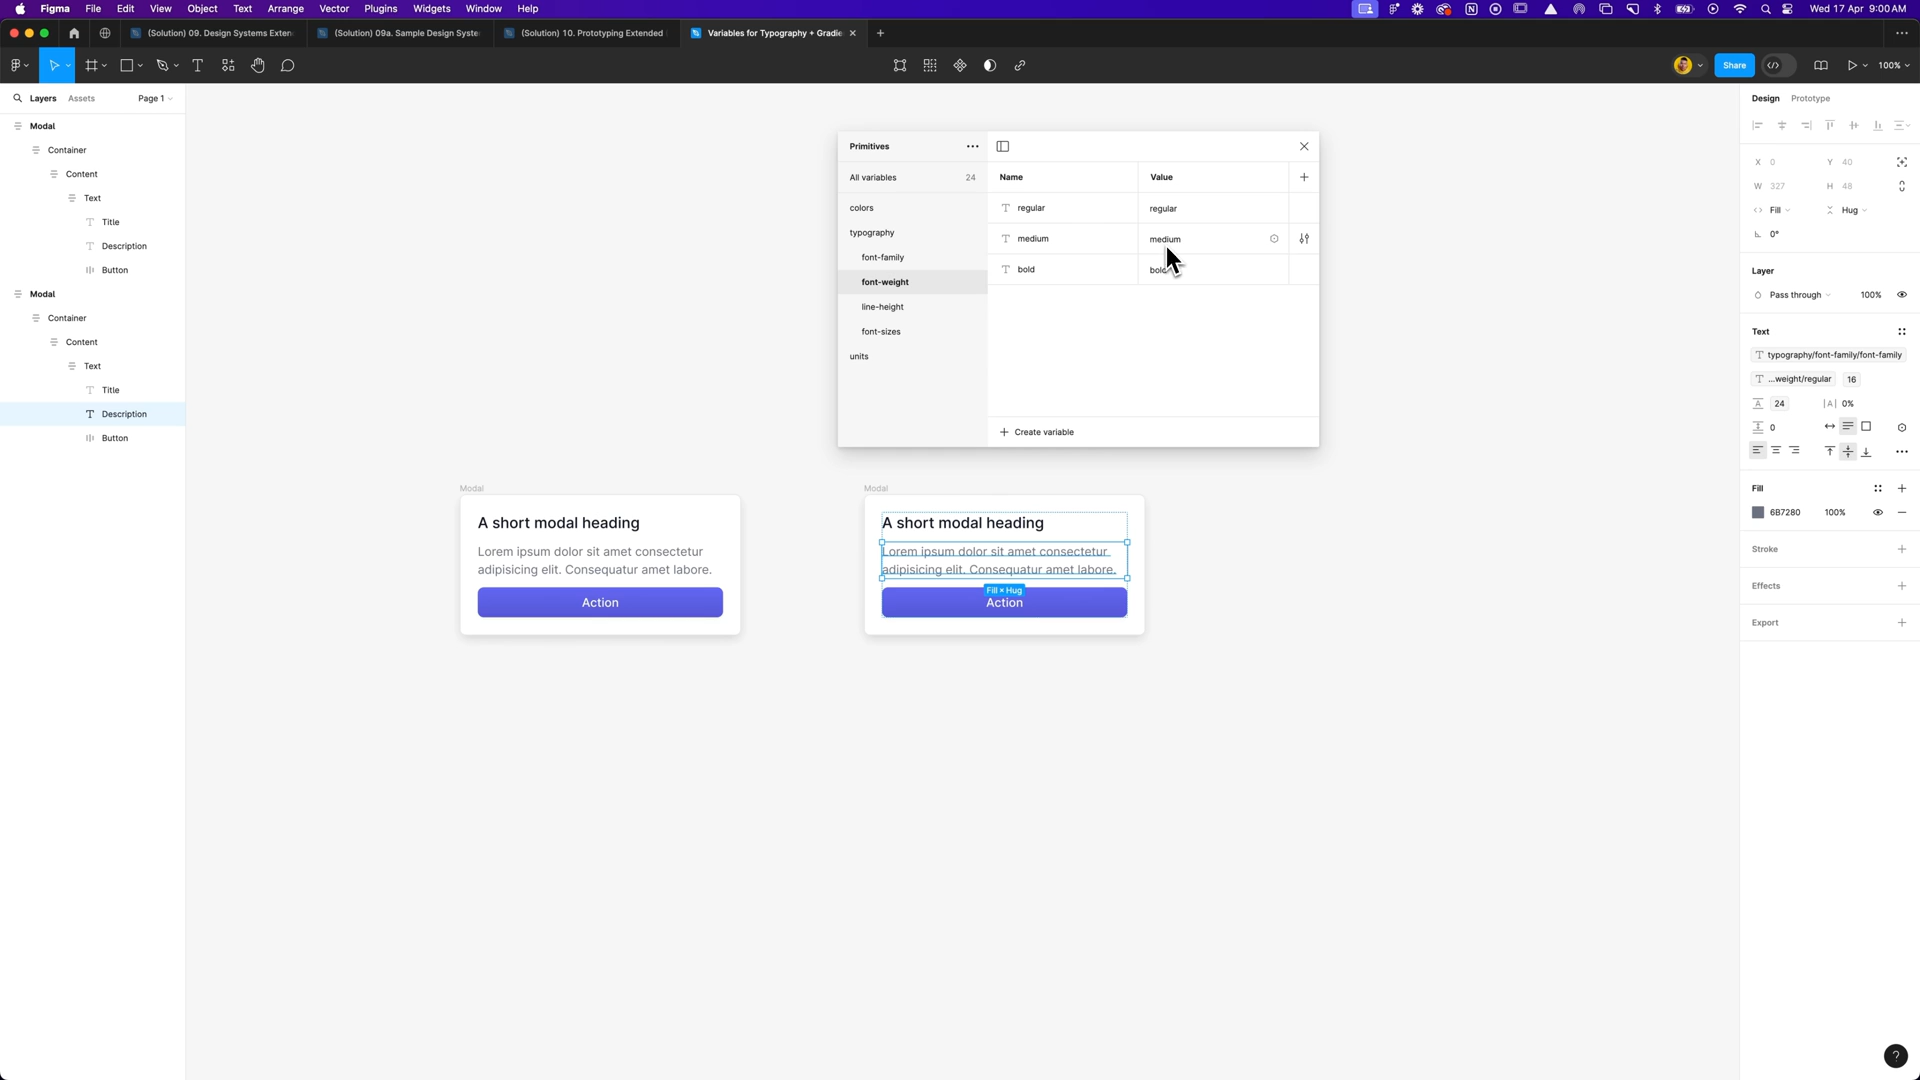 Figma File Edit View Object Text Arrange Vector Plugins Widgets Window Help Wed 17 Apr 9:00 AM
(Solution) 09. Design Systems Exten (Solution) 09a. Sample Design Syste (Solution) 10. Prototyping Extended Variables for Typography + Gradie
Share 100%
Layers Assets Page 1
Modal
Container
Content
Text
Title
Description
Button
Modal
Container
Content
Text
Title
Description
Button
Primitives
All variables 24
colors
typography
font-family
font-weight
line-height
font-sizes
units
Name Value
regular regular
medium medium
bold bold
Create variable
Modal
A short modal heading
Lorem ipsum dolor sit amet consectetur
adipisicing elit. Consequatur amet labore.
Action
Modal
A short modal heading
Lorem ipsum dolor sit amet consectetur
adipisicing elit. Consequatur amet labore.
Fill × Hug
Action
Design Prototype
X 0 Y 40
W 327 H 48
Fill Hug
0°
Layer
Pass through 100%
Text
typography/font-family/font-family
...weight/regular 16
24 |A| 0%
0
Fill
6B7280 100%
Stroke
Effects
Export
?